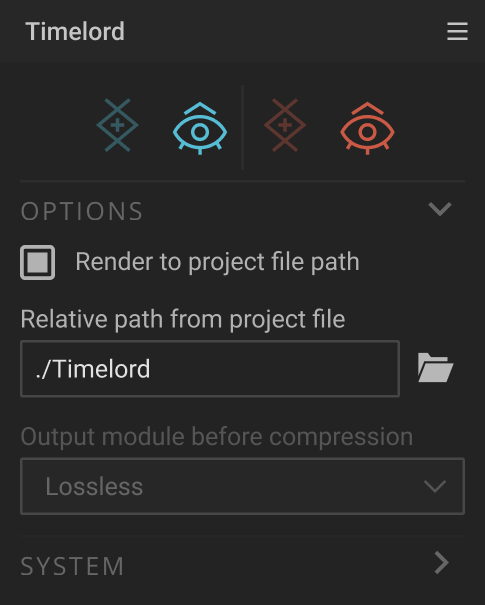 Timelord
OPTIONS
Render to project file path
Relative path from project file
./Timelord
Output module before compression
Lossless
SYSTEM